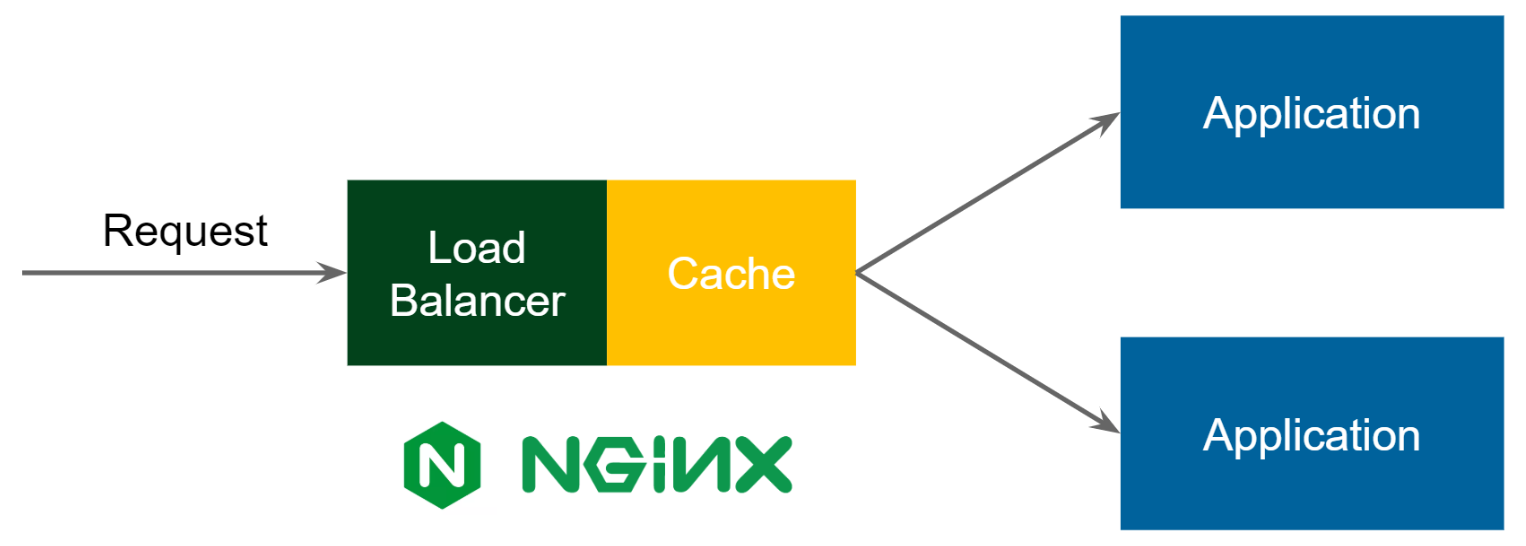 Request
Load
Balancer
Cache
Application
Application
N NGINX